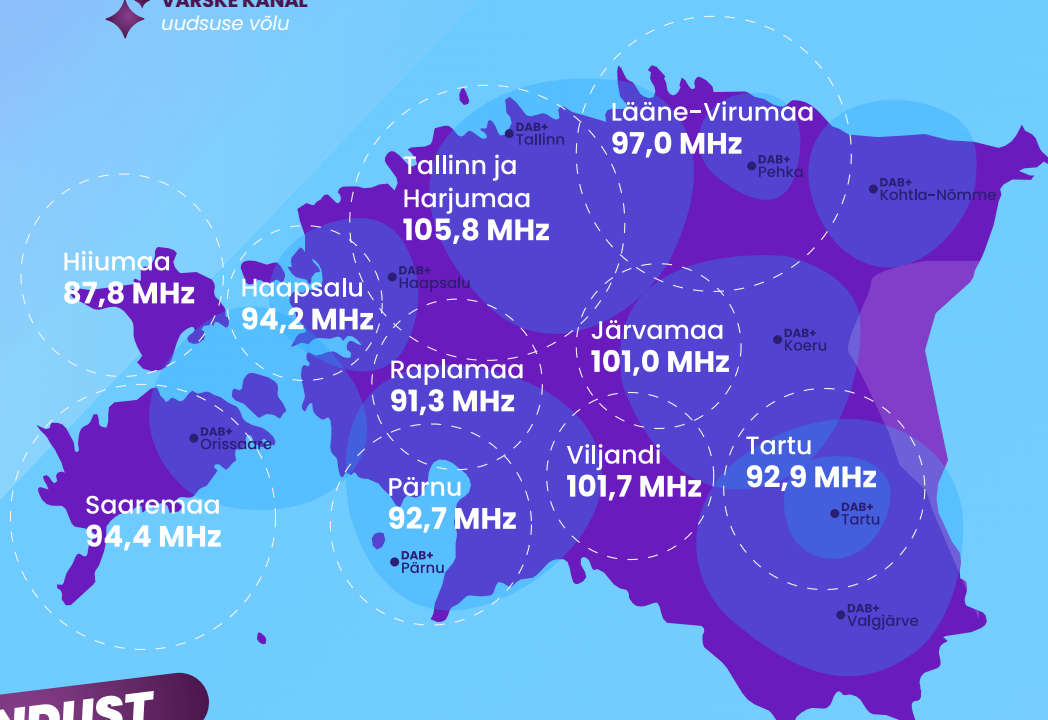 VÄRSKE KANAL
uudsuse võlu
Lääne-Virumaa
97,0 MHz
DAB+
Tallinn
DAB+
Pehka
DAB+
Kohtla-Nõmme
Tallinn ja
Harjumaa
105,8 MHz
Hiiumaa
87,8 MHz
DAB+
Haapsalu
Haapsalu
94,2 MHz
Järvamaa
101,0 MHz
DAB+
Koeru
Raplamaa
91,3 MHz
DAB+
Orissaare
Viljandi
101,7 MHz
Tartu
92,9 MHz
Pärnu
92,7 MHz
Saaremaa
94,4 MHz
DAB+
Tartu
DAB+
Pärnu
DAB+
Valgjärve